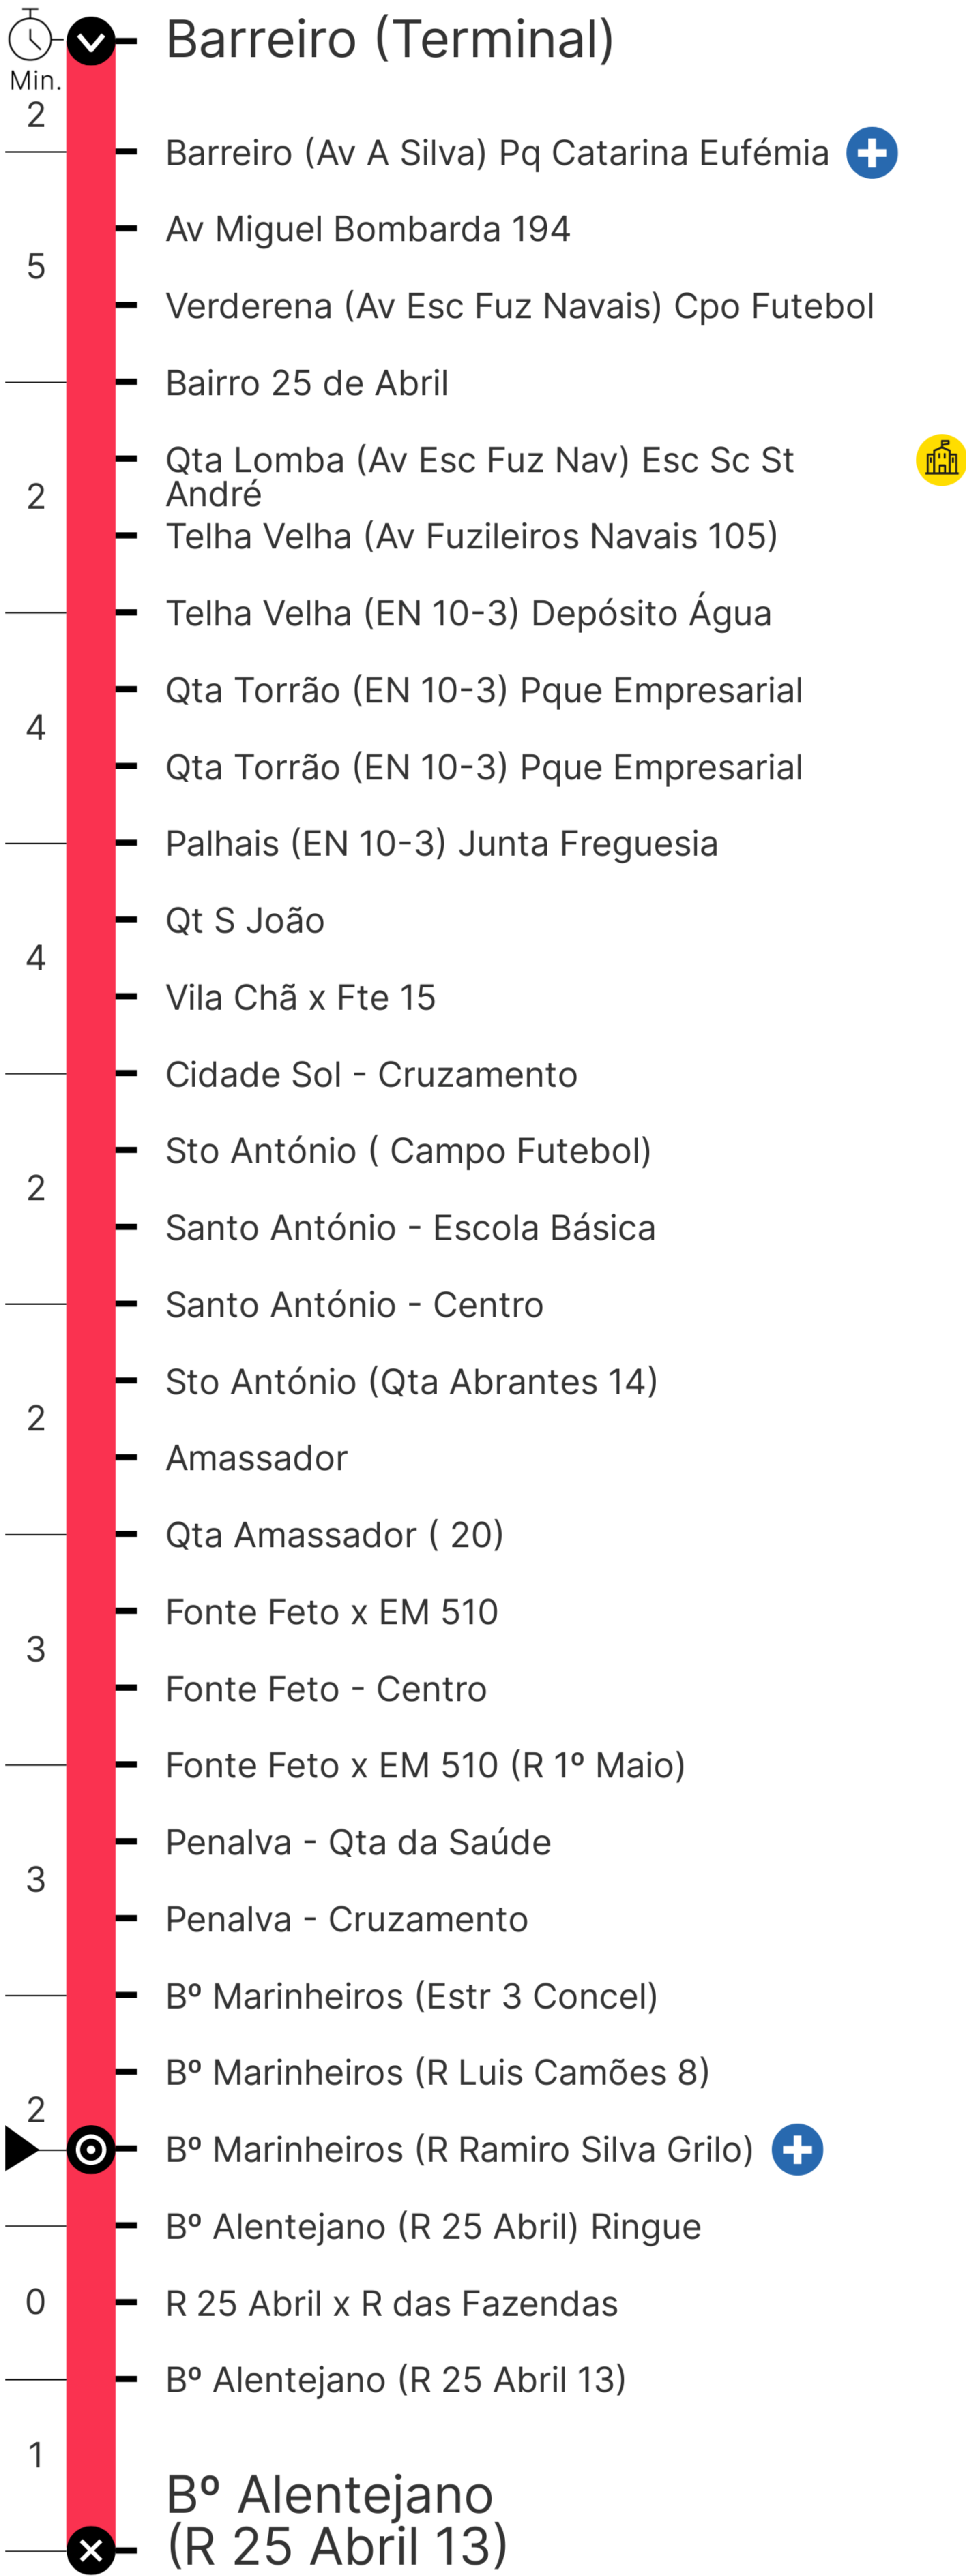 Barreiro (Terminal)
Min.
2
Barreiro (Av A Silva) Pq Catarina Eufémia
Av Miguel Bombarda 194
5
Verderena (Av Esc Fuz Navais) Cpo Futebol
Bairro 25 de Abril
Qta Lomba (Av Esc Fuz Nav) Esc Sc St
André
2
Telha Velha (Av Fuzileiros Navais 105)
Telha Velha (EN 10-3) Depósito Água
Qta Torrão (EN 10-3) Pque Empresarial
4
Qta Torrão (EN 10-3) Pque Empresarial
Palhais (EN 10-3) Junta Freguesia
Qt S João
4
Vila Chã x Fte 15
Cidade Sol - Cruzamento
Sto António ( Campo Futebol)
2
Santo António - Escola Básica
Santo António - Centro
Sto António (Qta Abrantes 14)
2
Amassador
Qta Amassador ( 20)
Fonte Feto x EM 510
3
Fonte Feto - Centro
Fonte Feto x EM 510 (R 1º Maio)
Penalva - Qta da Saúde
3
Penalva - Cruzamento
Bº Marinheiros (Estr 3 Concel)
Bº Marinheiros (R Luis Camões 8)
2
Bº Marinheiros (R Ramiro Silva Grilo)
Bº Alentejano (R 25 Abril) Ringue
0
R 25 Abril x R das Fazendas
Bº Alentejano (R 25 Abril 13)
1
Bº Alentejano
(R 25 Abril 13)